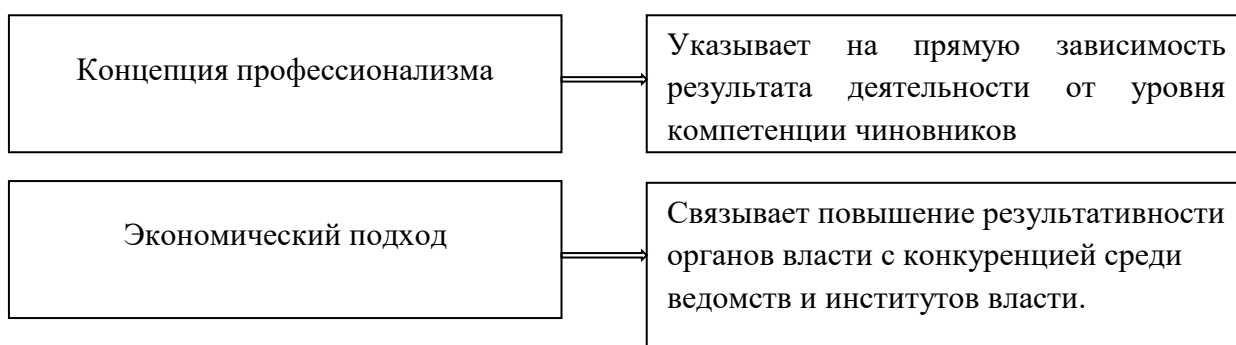 Концепция профессионализма
Указывает на прямую зависимость
результата деятельности от уровня
компетенции чиновников
Экономический подход
Связывает повышение результативности
органов власти с конкуренцией среди
ведомств и институтов власти.